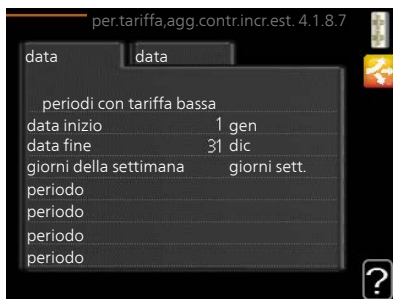 per.tariffa,agg.contr.incr.est. 4.1.8.7
data data
periodi con tariffa bassa
data inizio 1 gen
data fine 31 dic
giorni della settimana giorni sett.
periodo
periodo
periodo
periodo
?